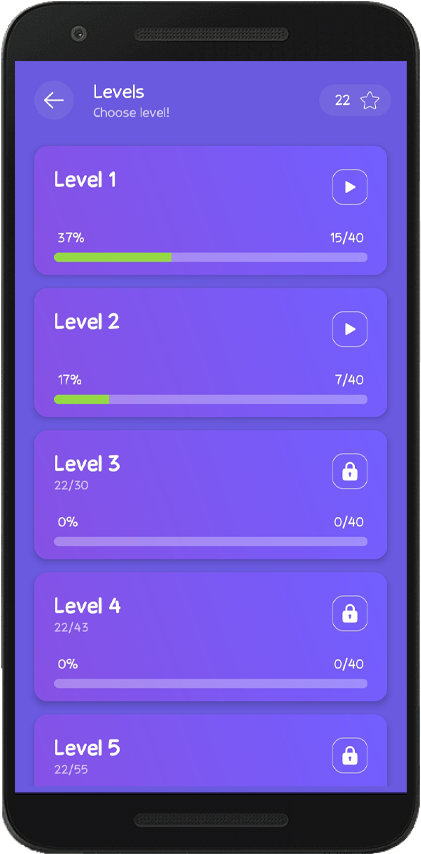 Levels
Choose level!
22
Level 1
37% 15/40
Level 2
17% 7/40
Level 3
22/30
0% 0/40
Level 4
22/43
0% 0/40
Level 5
22/55